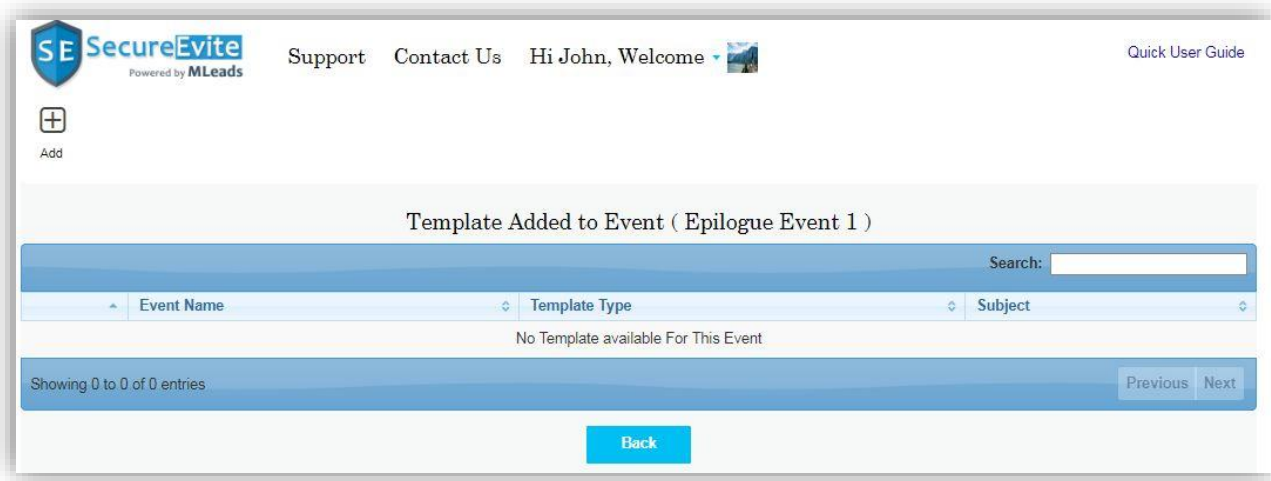 SE SecureEvite
Powered by MLeads
Support Contact Us Hi John, Welcome
Quick User Guide
Add
Template Added to Event ( Epilogue Event 1 )
Search:
Event Name Template Type Subject
No Template available For This Event
Showing 0 to 0 of 0 entries
Previous Next
Back